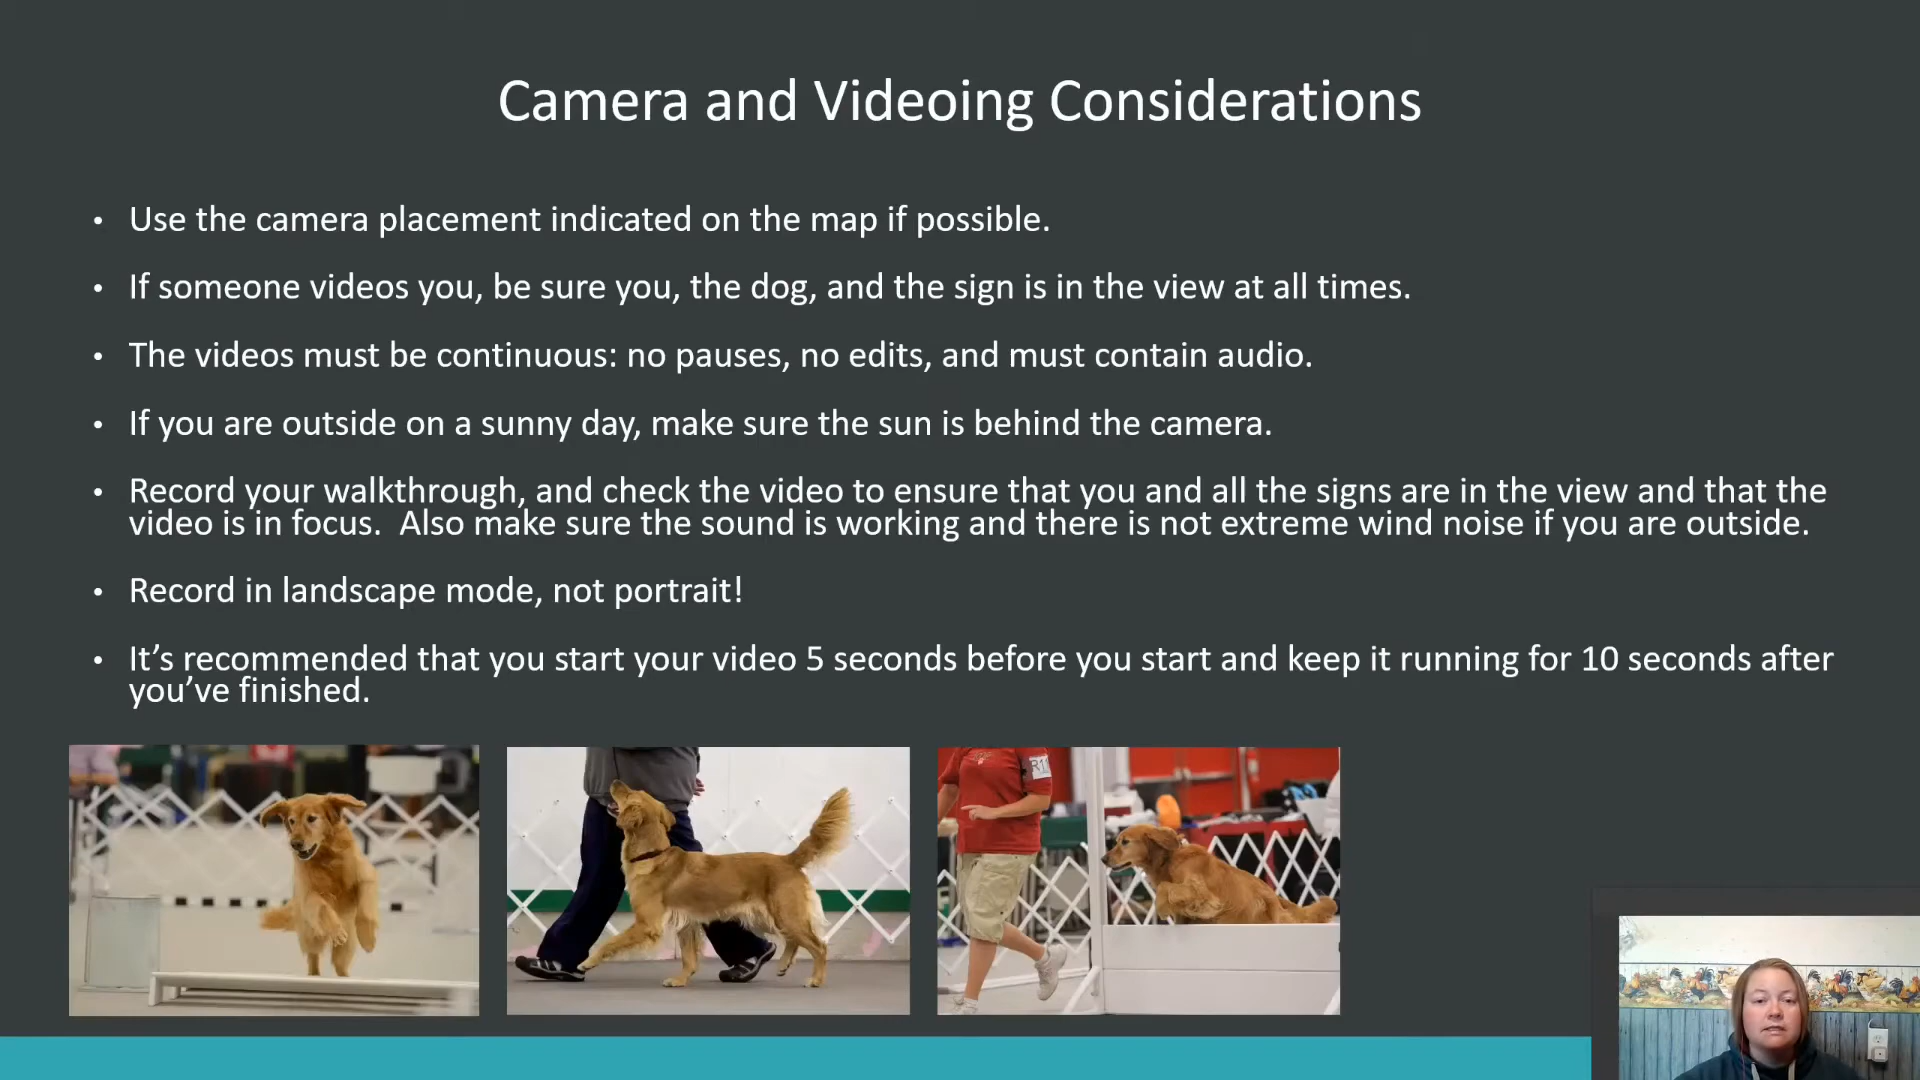 Camera and Videoing Considerations
• Use the camera placement indicated on the map if possible.
• If someone videos you, be sure you, the dog, and the sign is in the view at all times.
• The videos must be continuous: no pauses, no edits, and must contain audio.
• If you are outside on a sunny day, make sure the sun is behind the camera.
• Record your walkthrough, and check the video to ensure that you and all the signs are in the view and that the
video is in focus.  Also make sure the sound is working and there is not extreme wind noise if you are outside.
• Record in landscape mode, not portrait!
• It’s recommended that you start your video 5 seconds before you start and keep it running for 10 seconds after
you’ve finished.